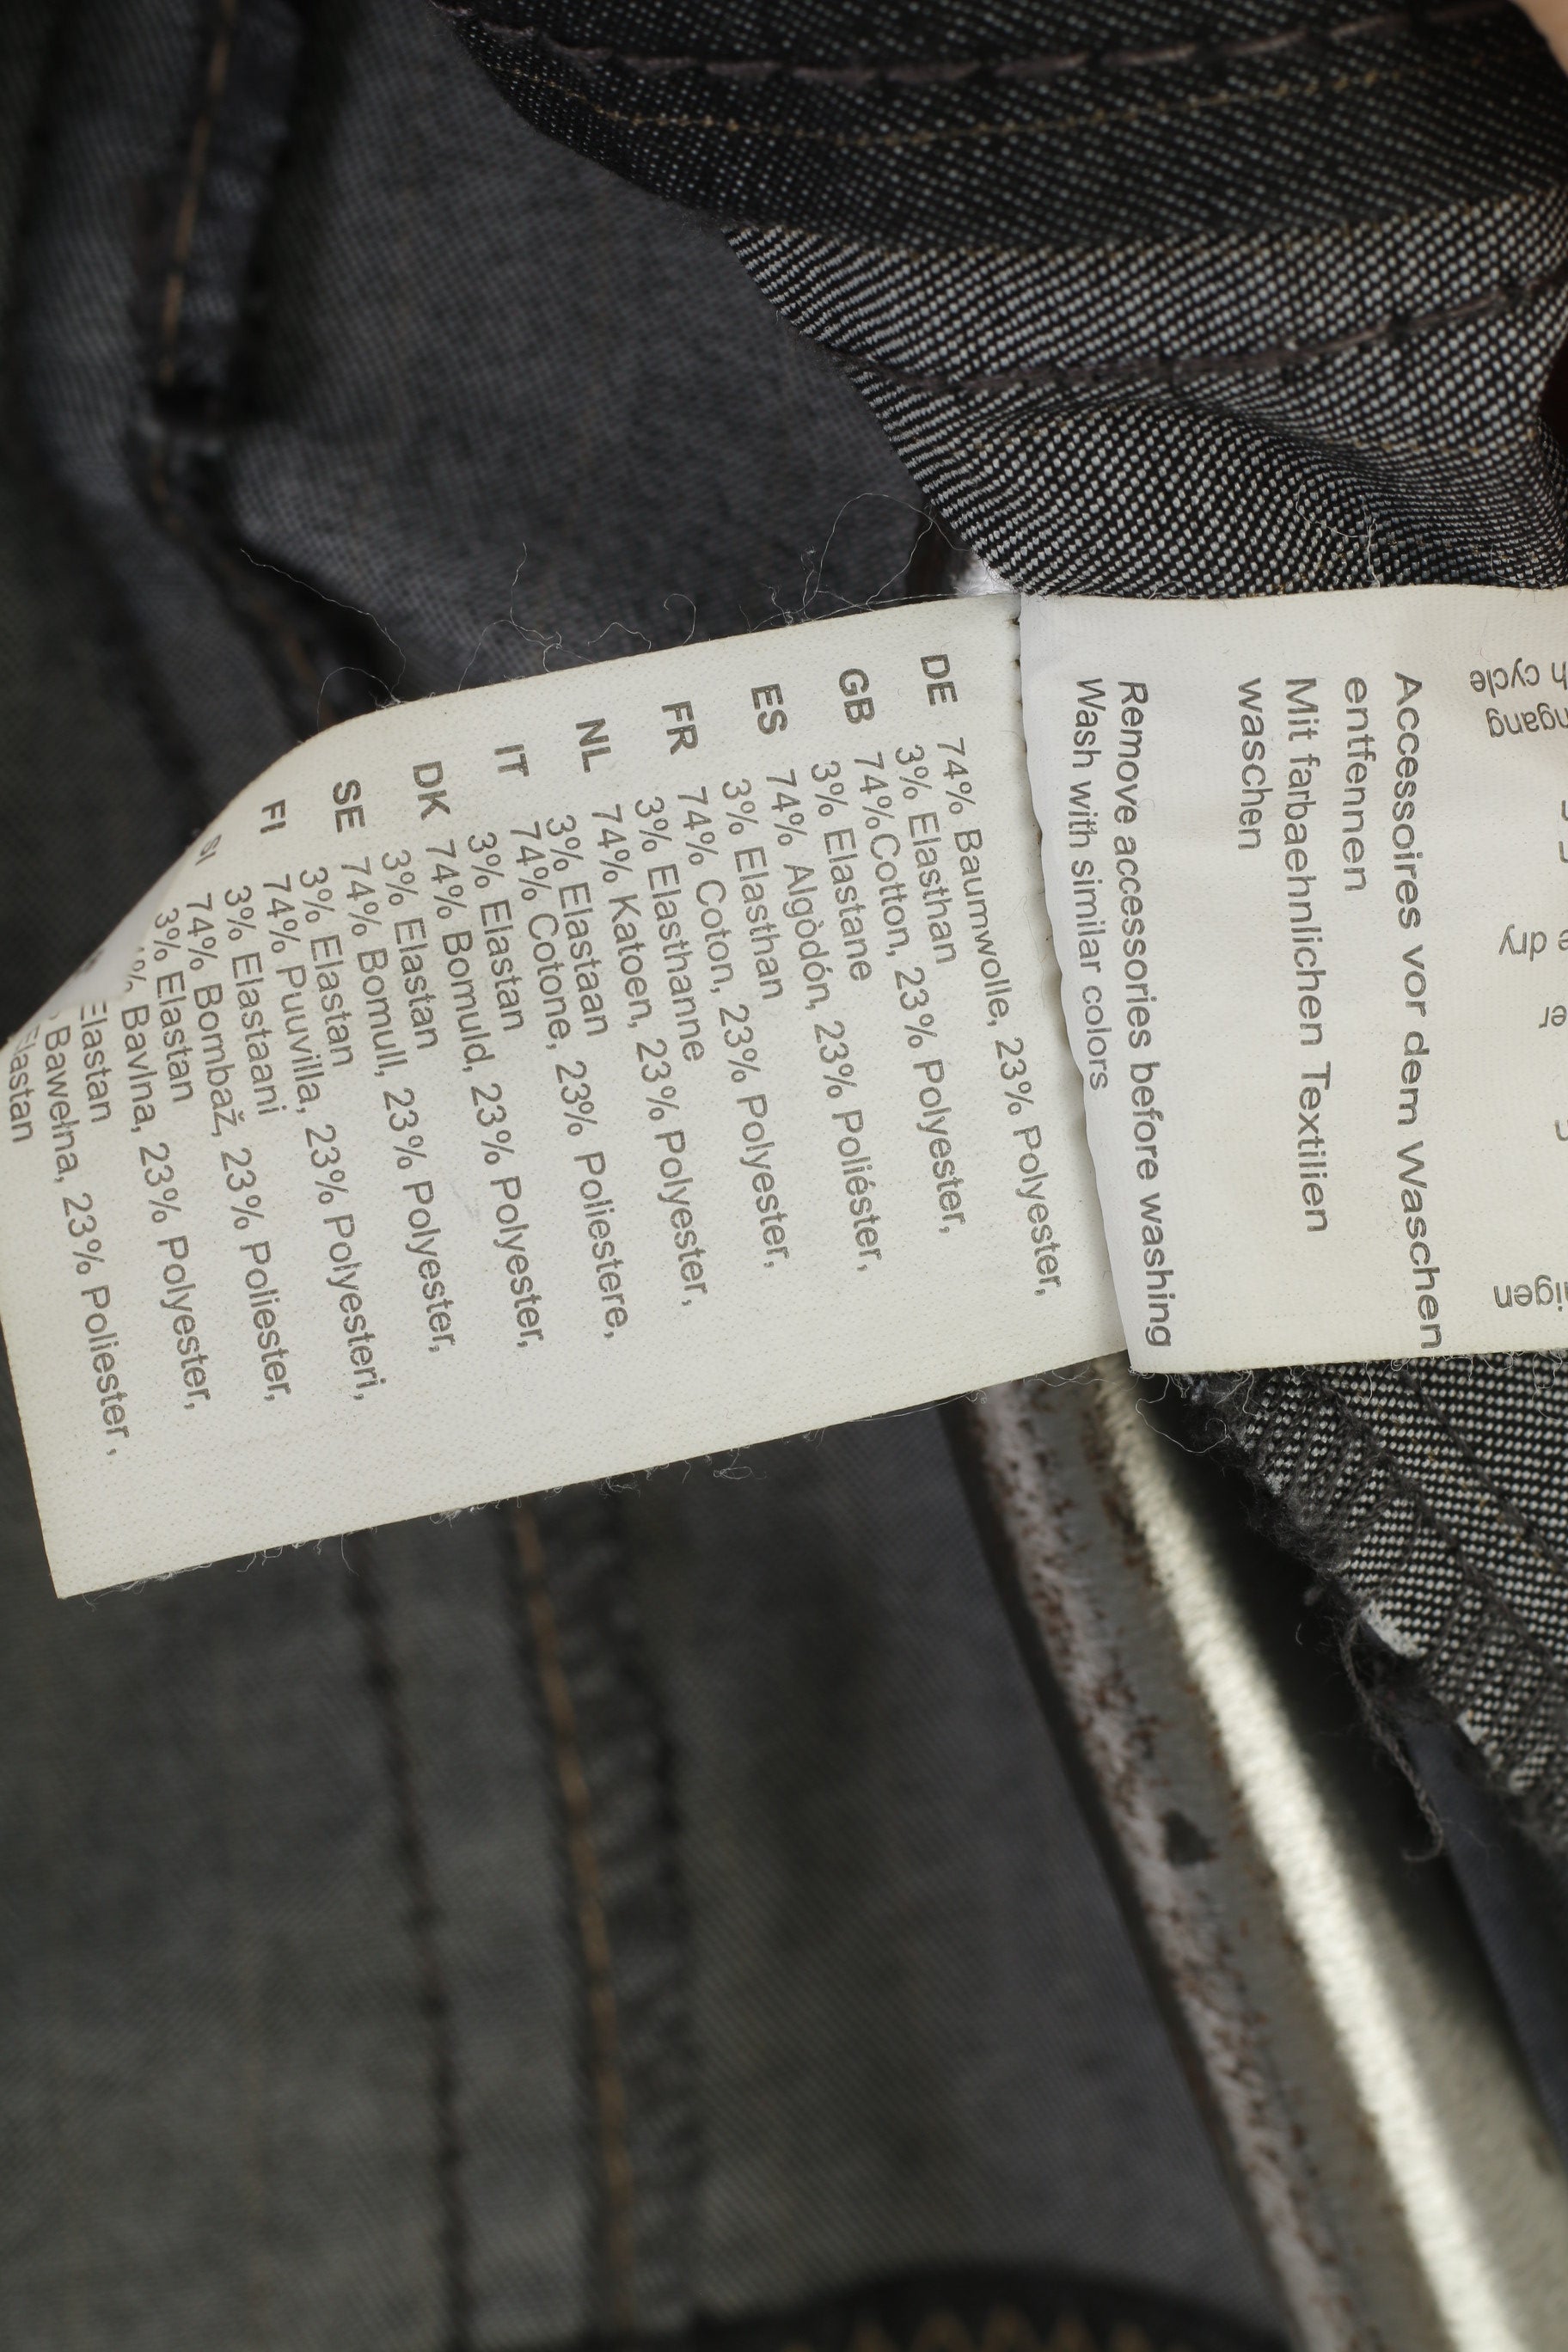 Accessoires vor dem Waschen
entfennen
Mit farbaehnlichen Textilien
waschen
Remove accessories before washing
Wash with similar colors
DE 74% Baumwolle, 23% Polyester,
3% Elasthan
GB 74%Cotton, 23% Polyester,
3% Elastane
ES 74% Algòdón, 23% Poliéster,
3% Elasthan
FR 74% Coton, 23% Polyester,
3% Elasthanne
NL 74% Katoen, 23% Polyester,
3% Elastaan
IT 74% Cotone, 23% Poliestere,
3% Elastan
DK 74% Bomuld, 23% Polyester,
3% Elastan
SE 74% Bomull, 23% Polyester,
3% Elastan
FI 74% Puuvilla, 23% Polyesteri,
3% Elastaani
SI 74% Bombaž, 23% Poliester,
3% Elastan
Bavlna, 23% Polyester,
Elastan
Bawełna, 23% Poliester,
Elastan
h cycle
dry